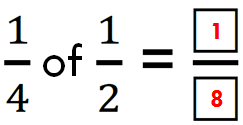 1/4 of 1/2 = 1/8